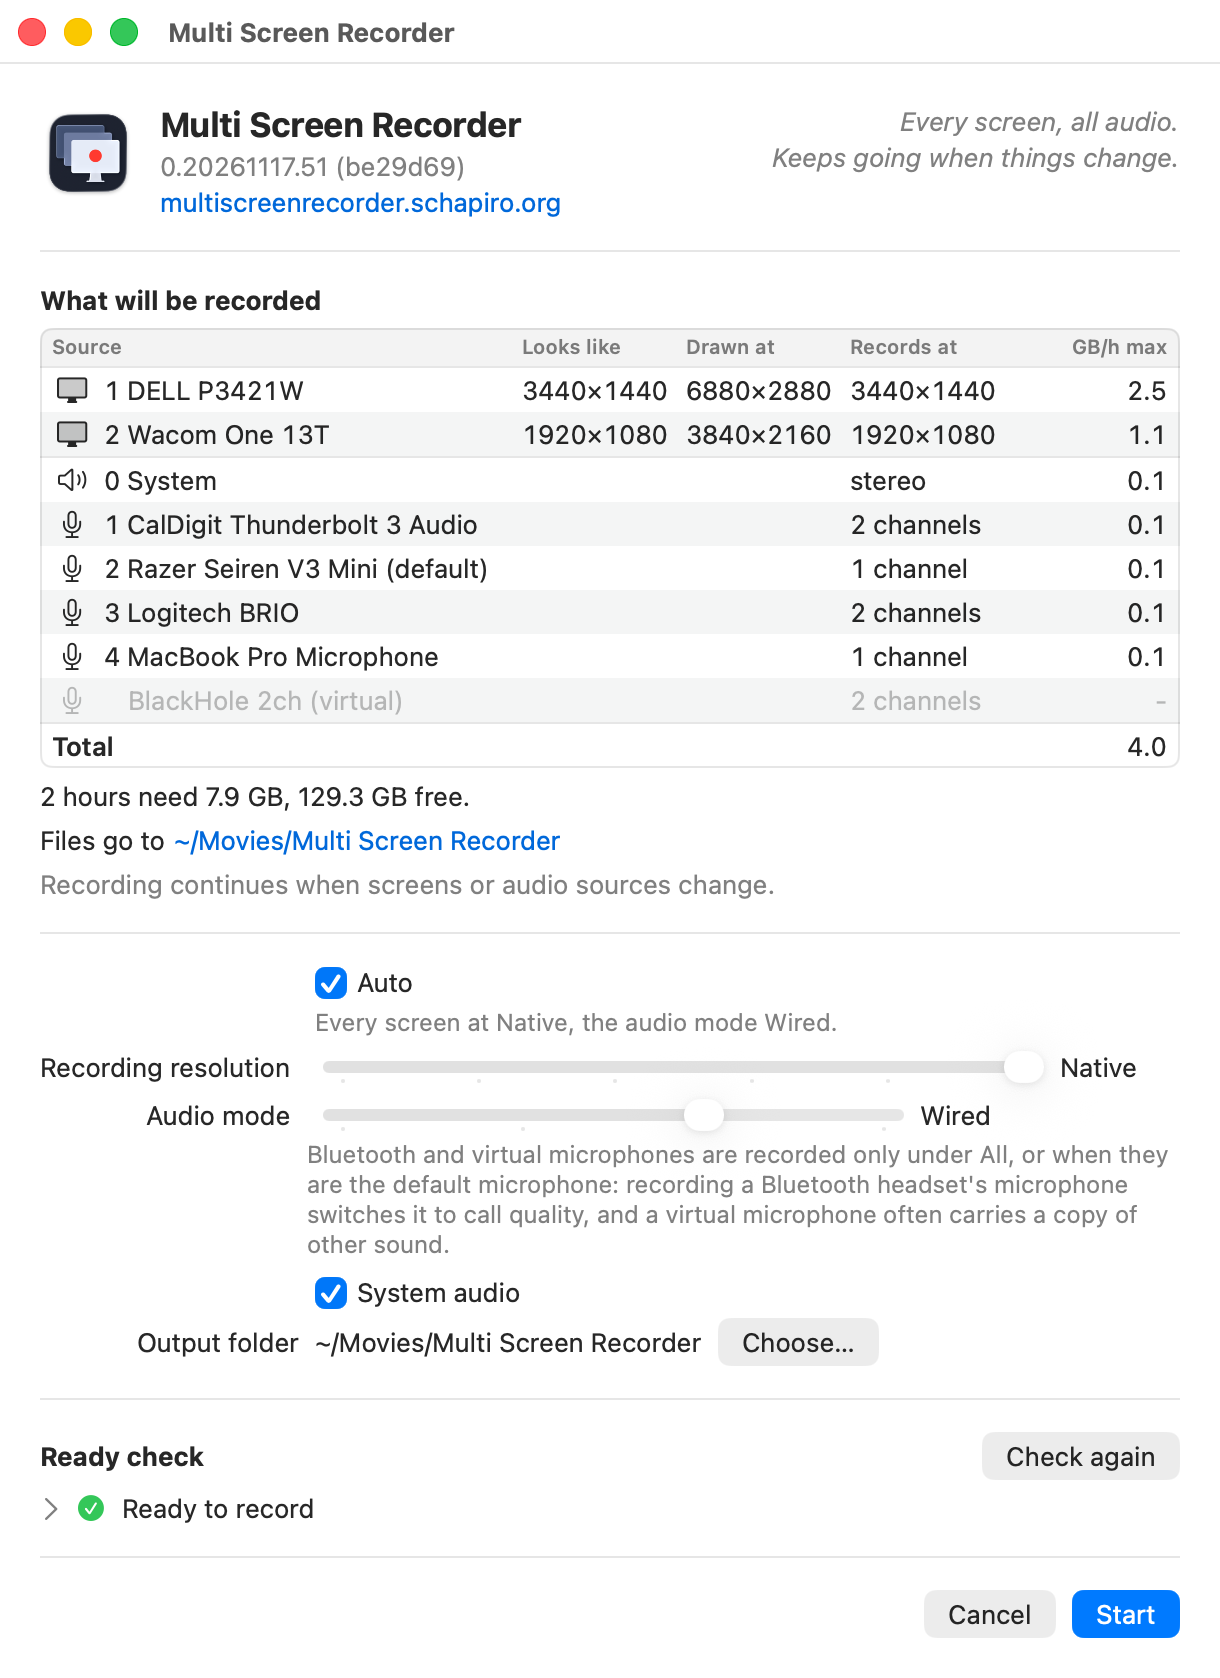 Multi Screen Recorder
Multi Screen Recorder
0.20261117.51 (be29d69)
multiscreenrecorder.schapiro.org
Every screen, all audio.
Keeps going when things change.
What will be recorded
Source Looks like Drawn at Records at GB/h max
1 DELL P3421W 3440×1440 6880×2880 3440×1440 2.5
2 Wacom One 13T 1920×1080 3840×2160 1920×1080 1.1
0 System stereo 0.1
1 CalDigit Thunderbolt 3 Audio 2 channels 0.1
2 Razer Seiren V3 Mini (default) 1 channel 0.1
3 Logitech BRIO 2 channels 0.1
4 MacBook Pro Microphone 1 channel 0.1
BlackHole 2ch (virtual) 2 channels -
Total 4.0
2 hours need 7.9 GB, 129.3 GB free.
Files go to ~/Movies/Multi Screen Recorder
Recording continues when screens or audio sources change.
Auto
Every screen at Native, the audio mode Wired.
Recording resolution Native
Audio mode Wired
Bluetooth and virtual microphones are recorded only under All, or when they
are the default microphone: recording a Bluetooth headset's microphone
switches it to call quality, and a virtual microphone often carries a copy of
other sound.
System audio
Output folder ~/Movies/Multi Screen Recorder Choose...
Ready check Check again
Ready to record
Cancel Start